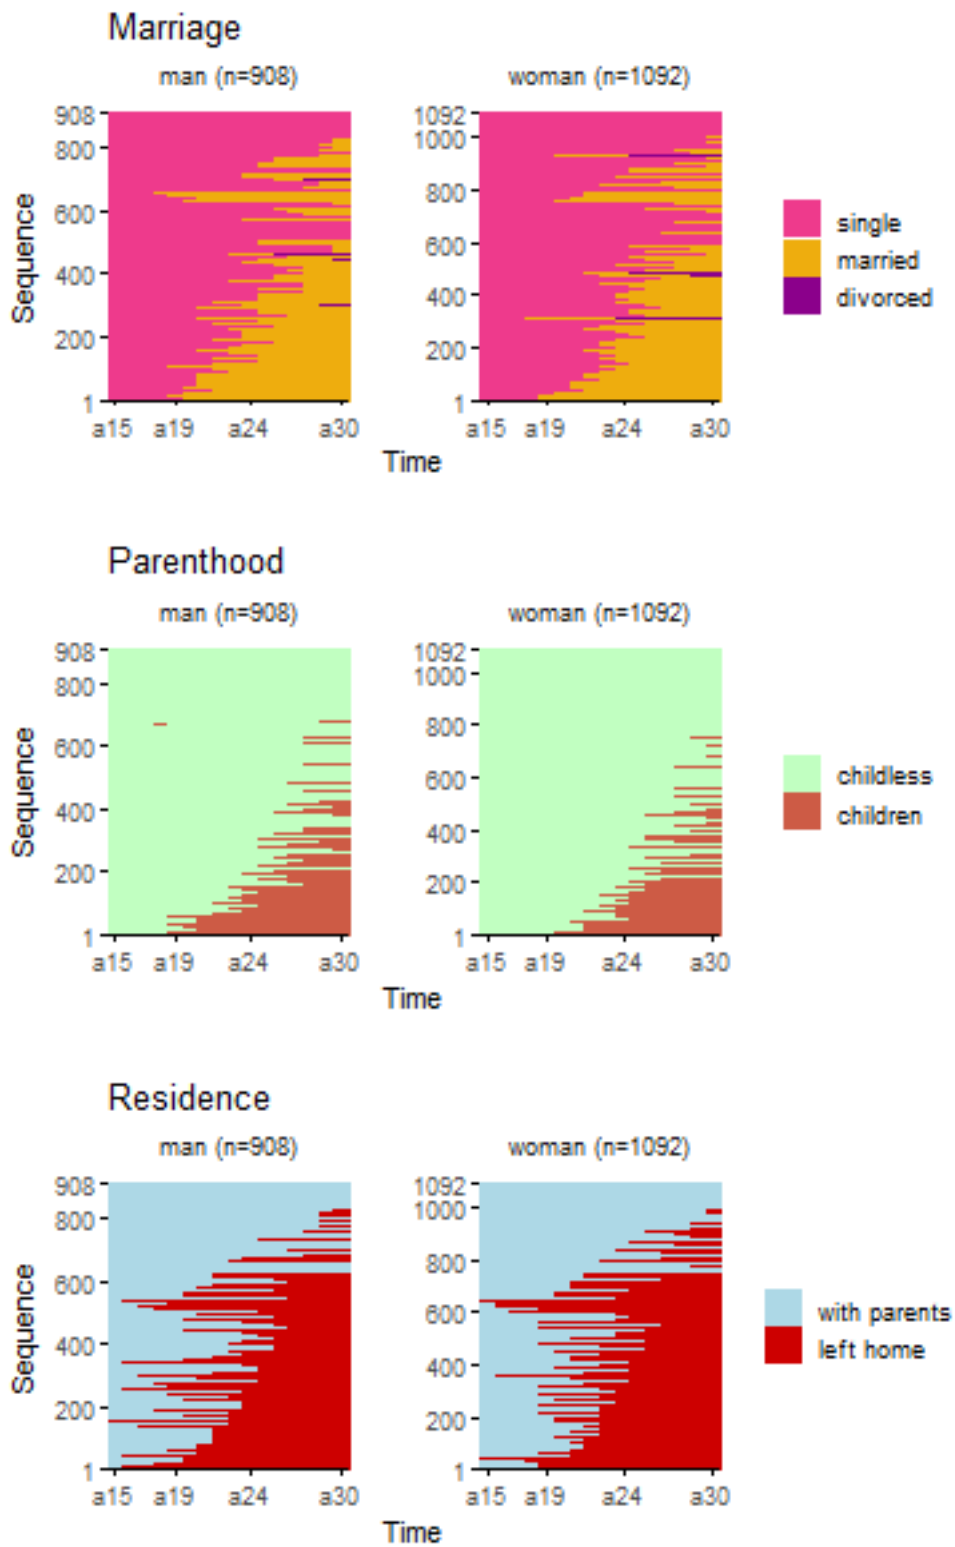 Marriage
man (n=908)
woman (n=1092)
Sequence
908
800
600
400
200
1
1092
1000
800
600
400
200
1
a15 a19 a24 a30
a15 a19 a24 a30
Time
single
married
divorced
Parenthood
man (n=908)
woman (n=1092)
Sequence
908
800
600
400
200
1
1092
1000
800
600
400
200
1
a15 a19 a24 a30
a15 a19 a24 a30
Time
childless
children
Residence
man (n=908)
woman (n=1092)
Sequence
908
800
600
400
200
1
1092
1000
800
600
400
200
1
a15 a19 a24 a30
a15 a19 a24 a30
Time
with parents
left home